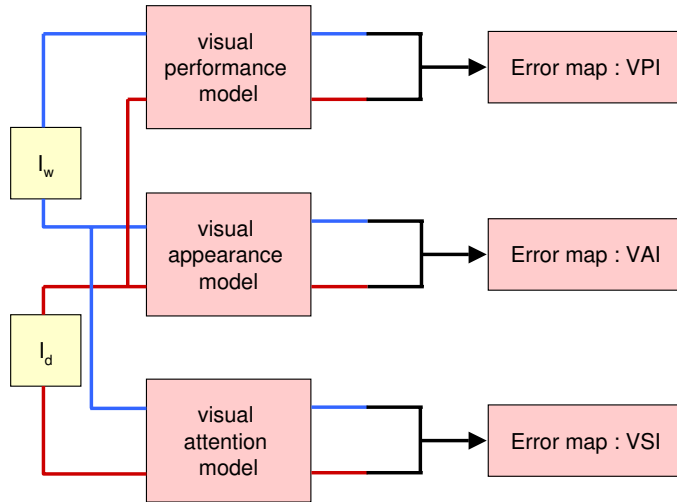 visual
performance
model
Error map : VPI
I_w
visual
appearance
model
Error map : VAI
I_d
visual
attention
model
Error map : VSI